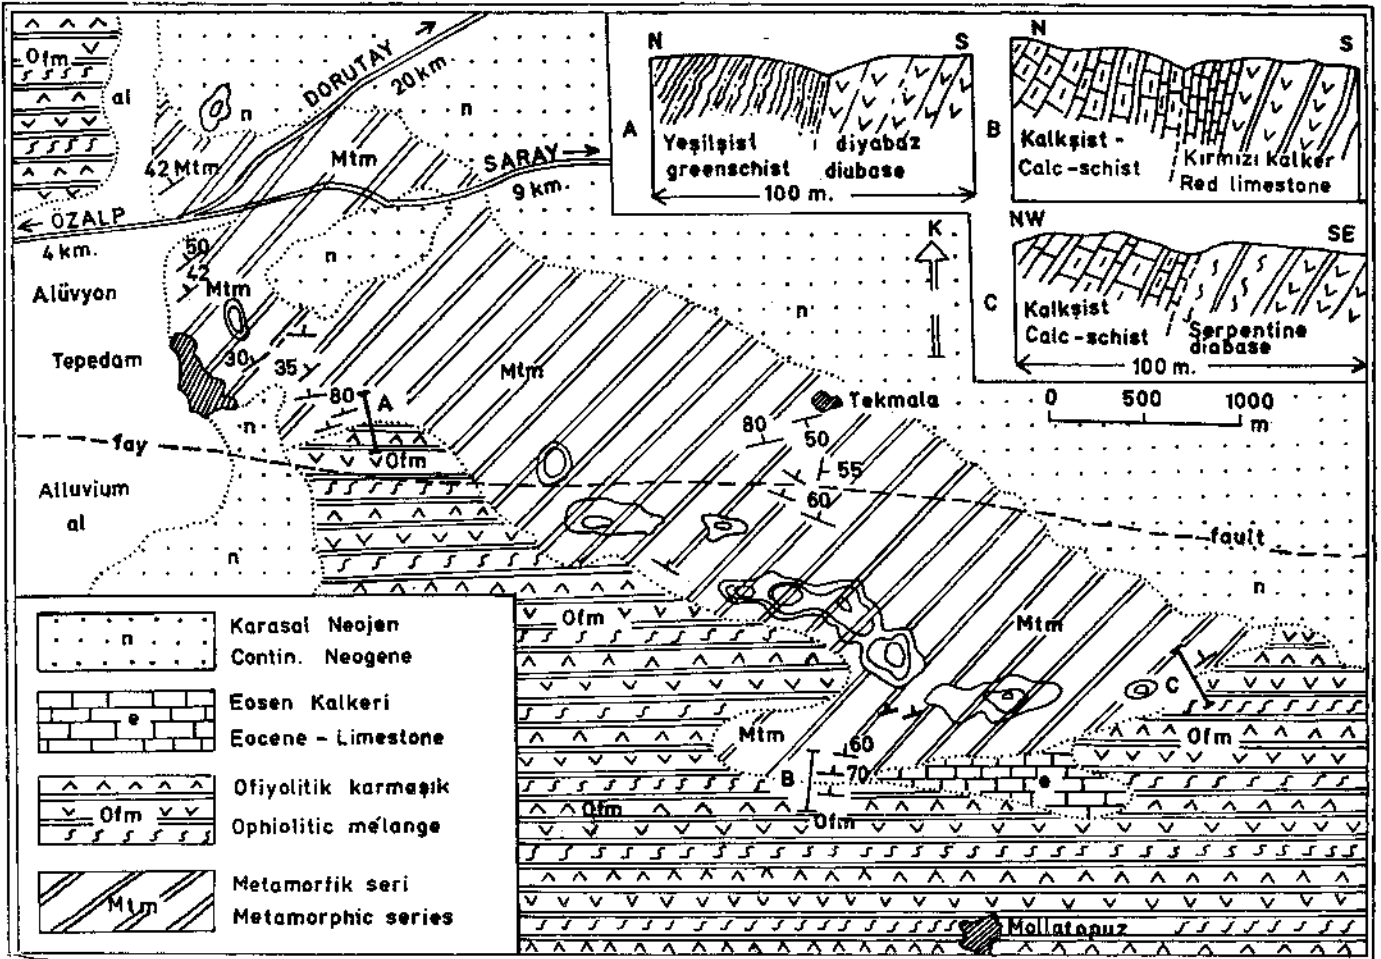 Ofm
al
n
DORUTAY
20 km.
n
42 Mtm
Mtm
SARAY
9 km.
ÖZALP
4 km.
50
42
Mtm
n
Alüvyon
Tepedam
30
35
80
A
n
Mtm
n
K
Tekmala
80
50
55
60
fay
Ofm
Alluvium
al
n
fault
n
Ofm
Mtm
Mtm
C
Ofm
60
70
B
e
Ofm
Ofm
Mollatopuz
N
S
A
Yeşilşist
greenschist
diyabaz
diabase
100 m.
N
S
B
Kalkşist -
Calc-schist
Kırmızı kalker
Red limestone
NW
SE
C
Kalkşist
Calc-schist
Serpentine
diabase
100 m.
0 500 1000
m
n
Karasal Neojen
Contin. Neogene
e
Eosen Kalkeri
Eocene - Limestone
Ofm
Ofiyolitik karmaşık
Ophiolitic mélange
Mtm
Metamorfik seri
Metamorphic series